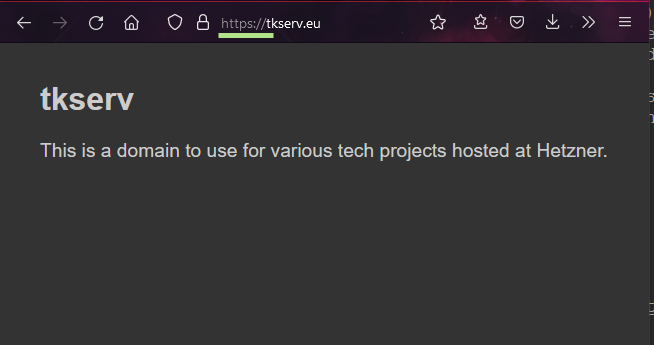 https://tkserv.eu
tkserv
This is a domain to use for various tech projects hosted at Hetzner.